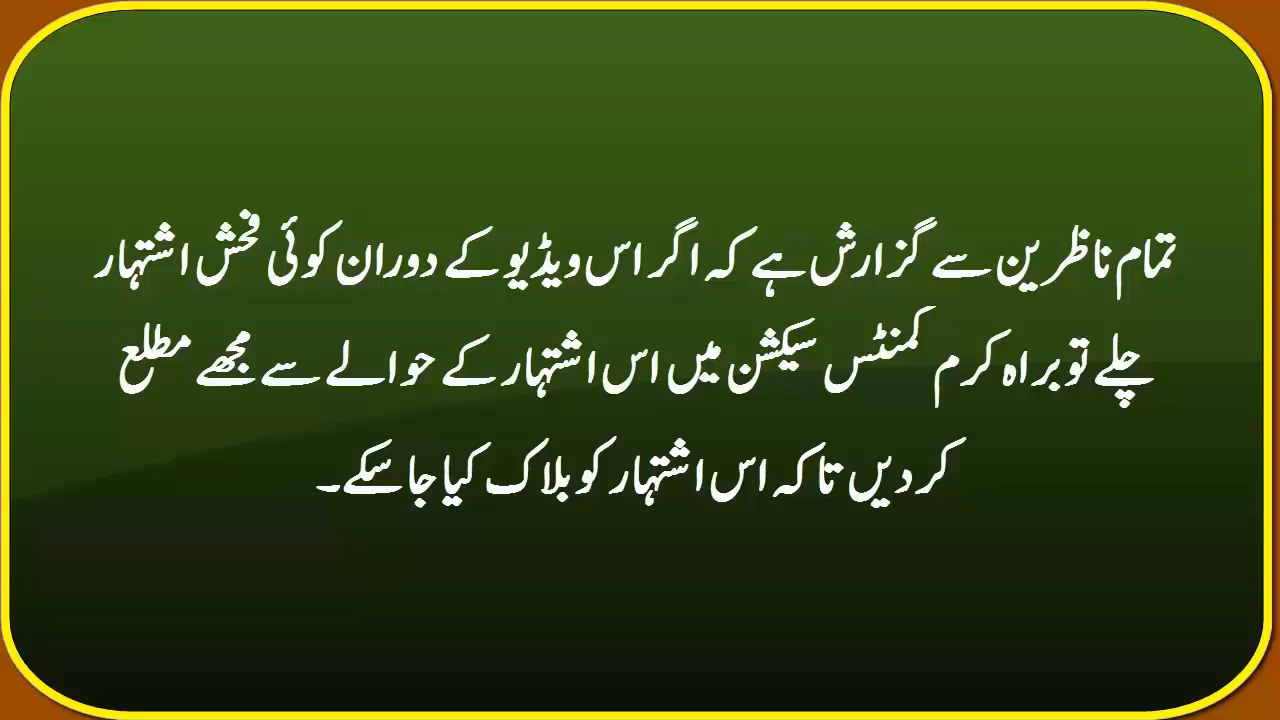 تمام ناظرین سے گزارش ہے کہ اگر اس ویڈیو کے دوران کوئی فحش اشتہار
چلے تو براہ کرم کمنٹس سیکشن میں اس اشتہار کے حوالے سے مجھے مطلع
کر دیں تاکہ اس اشتہار کو بلاک کیا جا سکے۔